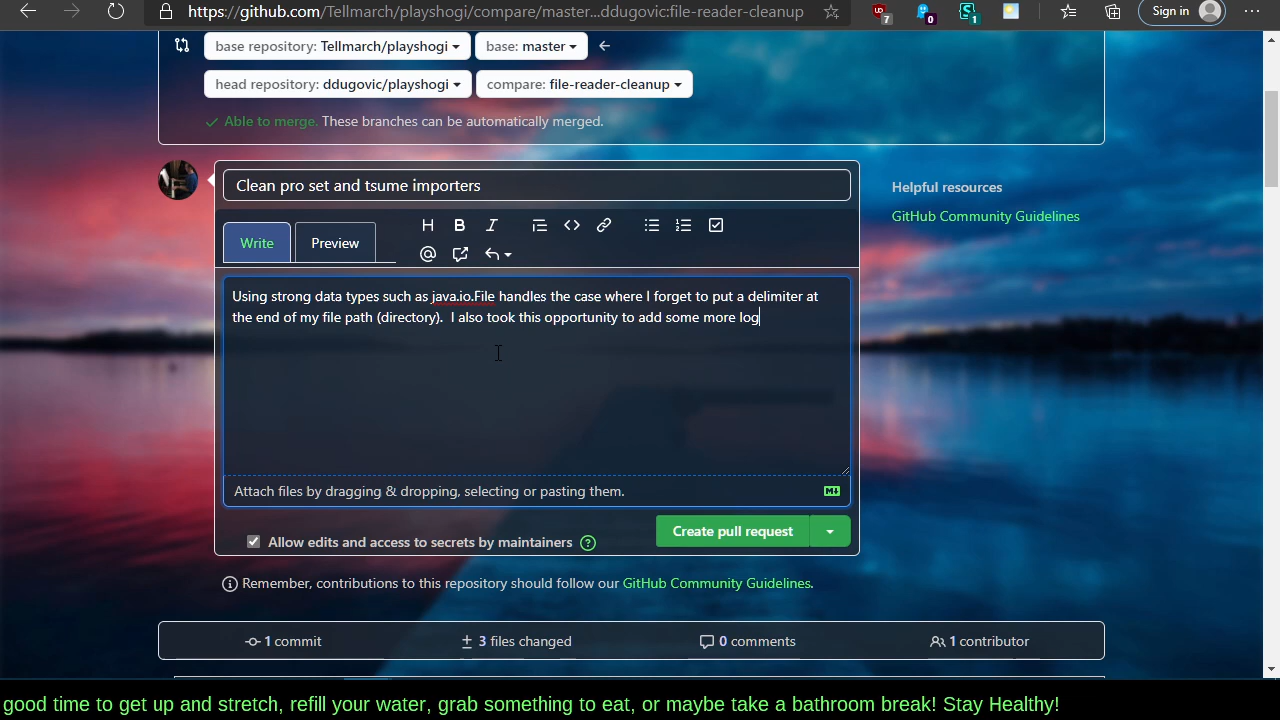 https://github.com/Tellmarch/playshogi/compare/master...ddugovic:file-reader-cleanup
7
0
1
Sign in
base repository: Tellmarch/playshogi
base: master
head repository: ddugovic/playshogi
compare: file-reader-cleanup
Able to merge. These branches can be automatically merged.
Clean pro set and tsume importers
Helpful resources
GitHub Community Guidelines
Write
Preview
H B I
Using strong data types such as java.io.File handles the case where I forget to put a delimiter at
the end of my file path (directory).  I also took this opportunity to add some more log
Attach files by dragging & dropping, selecting or pasting them.
Allow edits and access to secrets by maintainers
Create pull request
Remember, contributions to this repository should follow our GitHub Community Guidelines.
1 commit
3 files changed
0 comments
1 contributor
good time to get up and stretch, refill your water, grab something to eat, or maybe take a bathroom break! Stay Healthy!